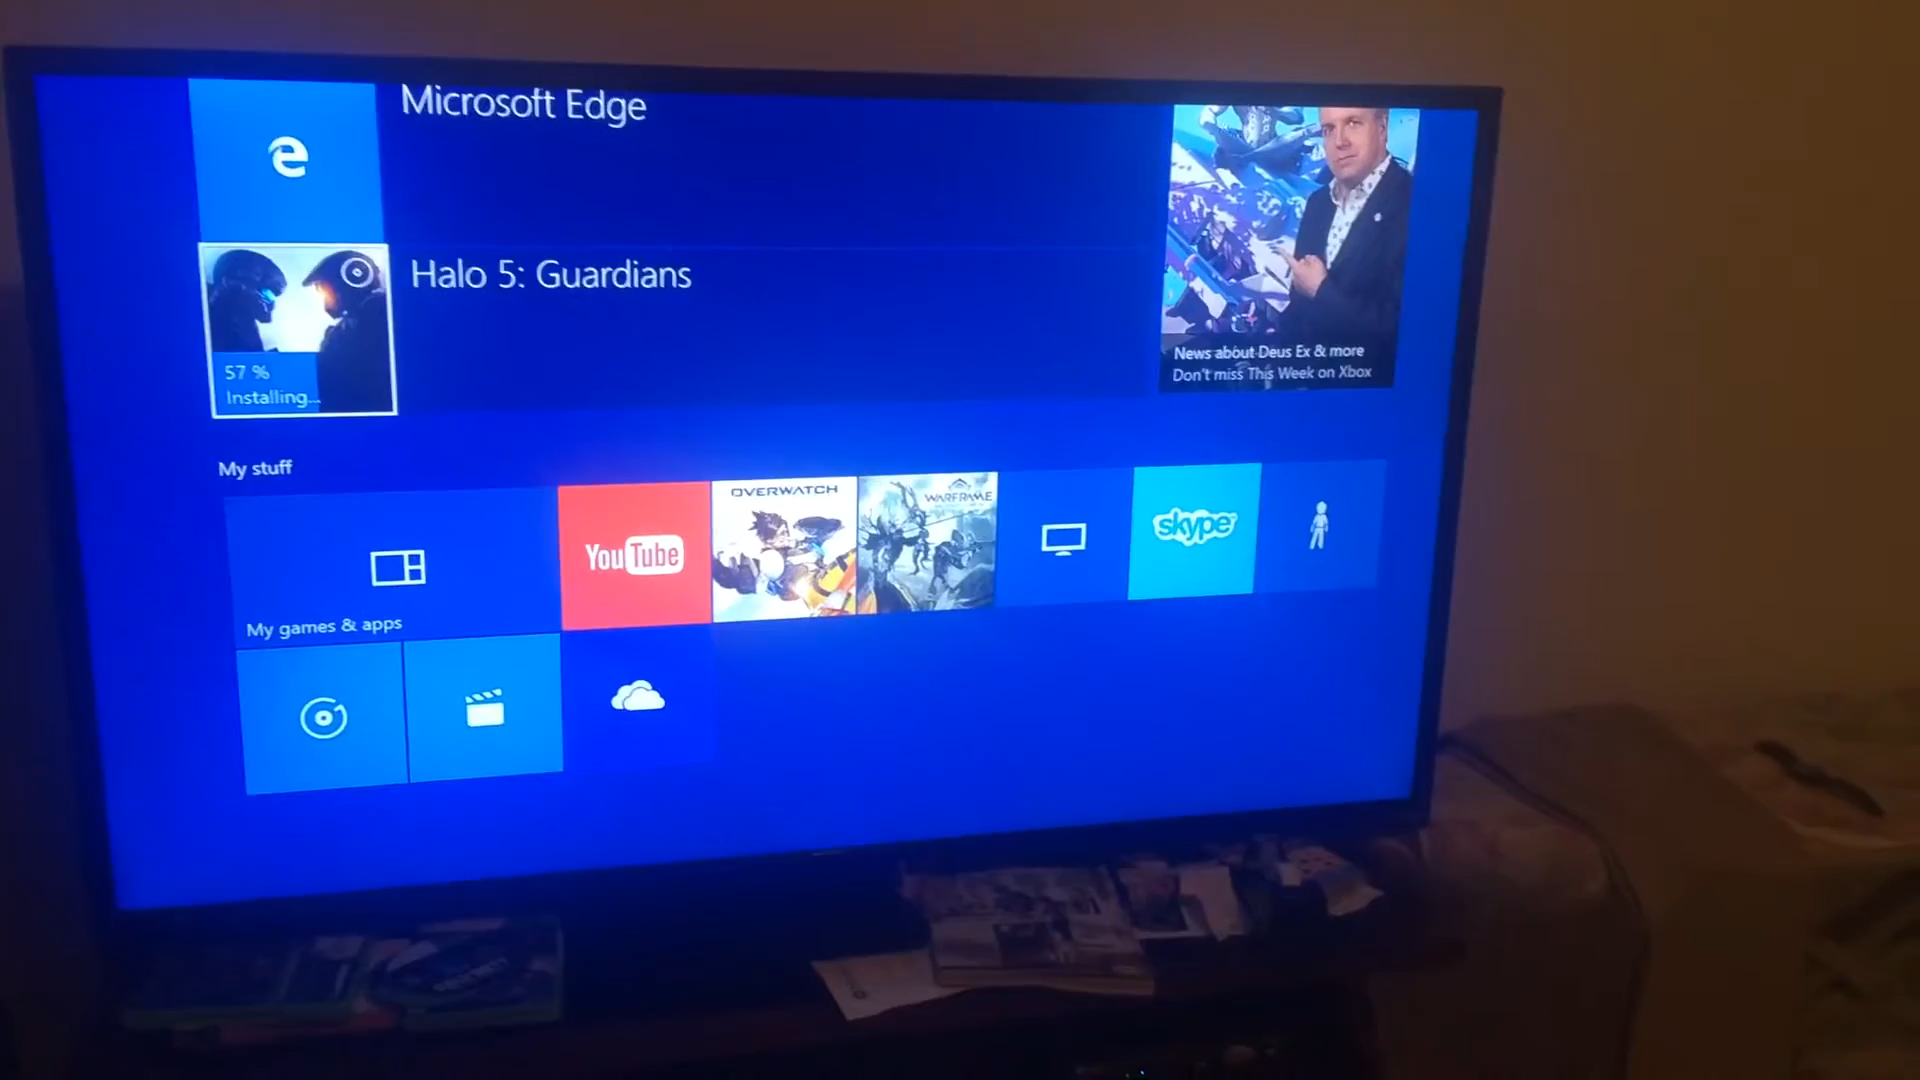 Microsoft Edge
Halo 5: Guardians
57 %
Installing...
News about Deus Ex & more
Don't miss This Week on Xbox
My stuff
My games & apps
YouTube
OVERWATCH
WARFRAME
skype